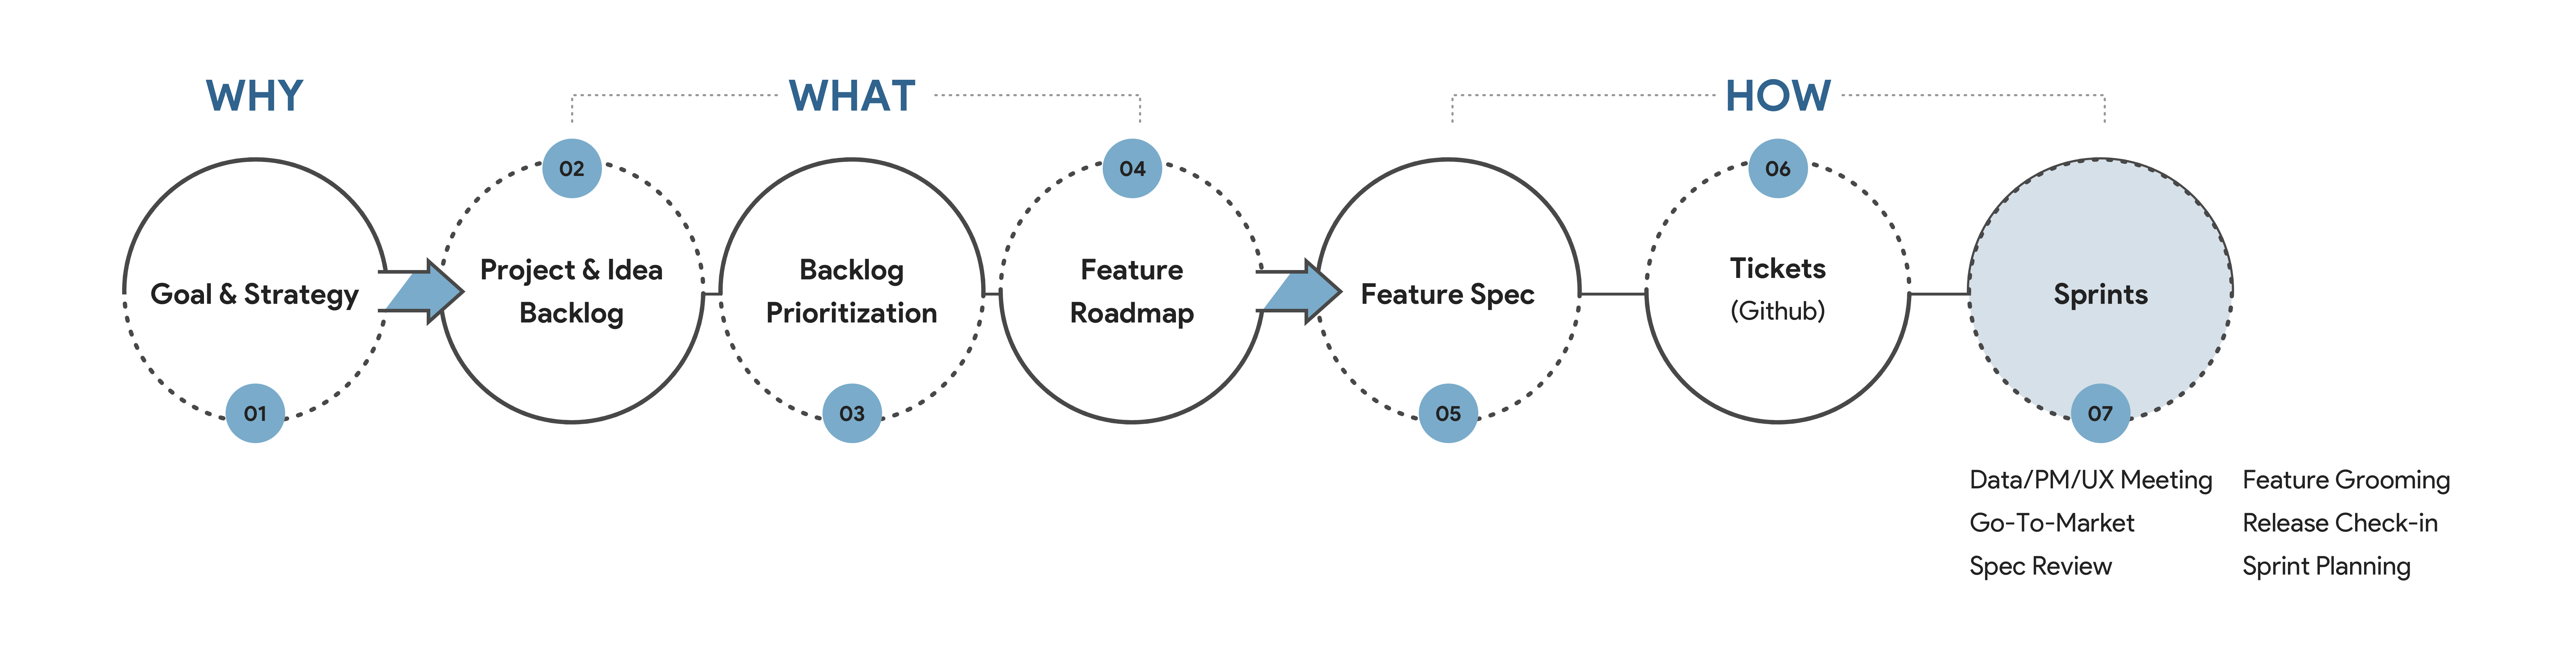 WHY
WHAT
HOW
01
Goal & Strategy
02
Project & Idea
Backlog
03
Backlog
Prioritization
04
Feature
Roadmap
05
Feature Spec
06
Tickets
(Github)
07
Sprints
Data/PM/UX Meeting
Go-To-Market
Spec Review
Feature Grooming
Release Check-in
Sprint Planning